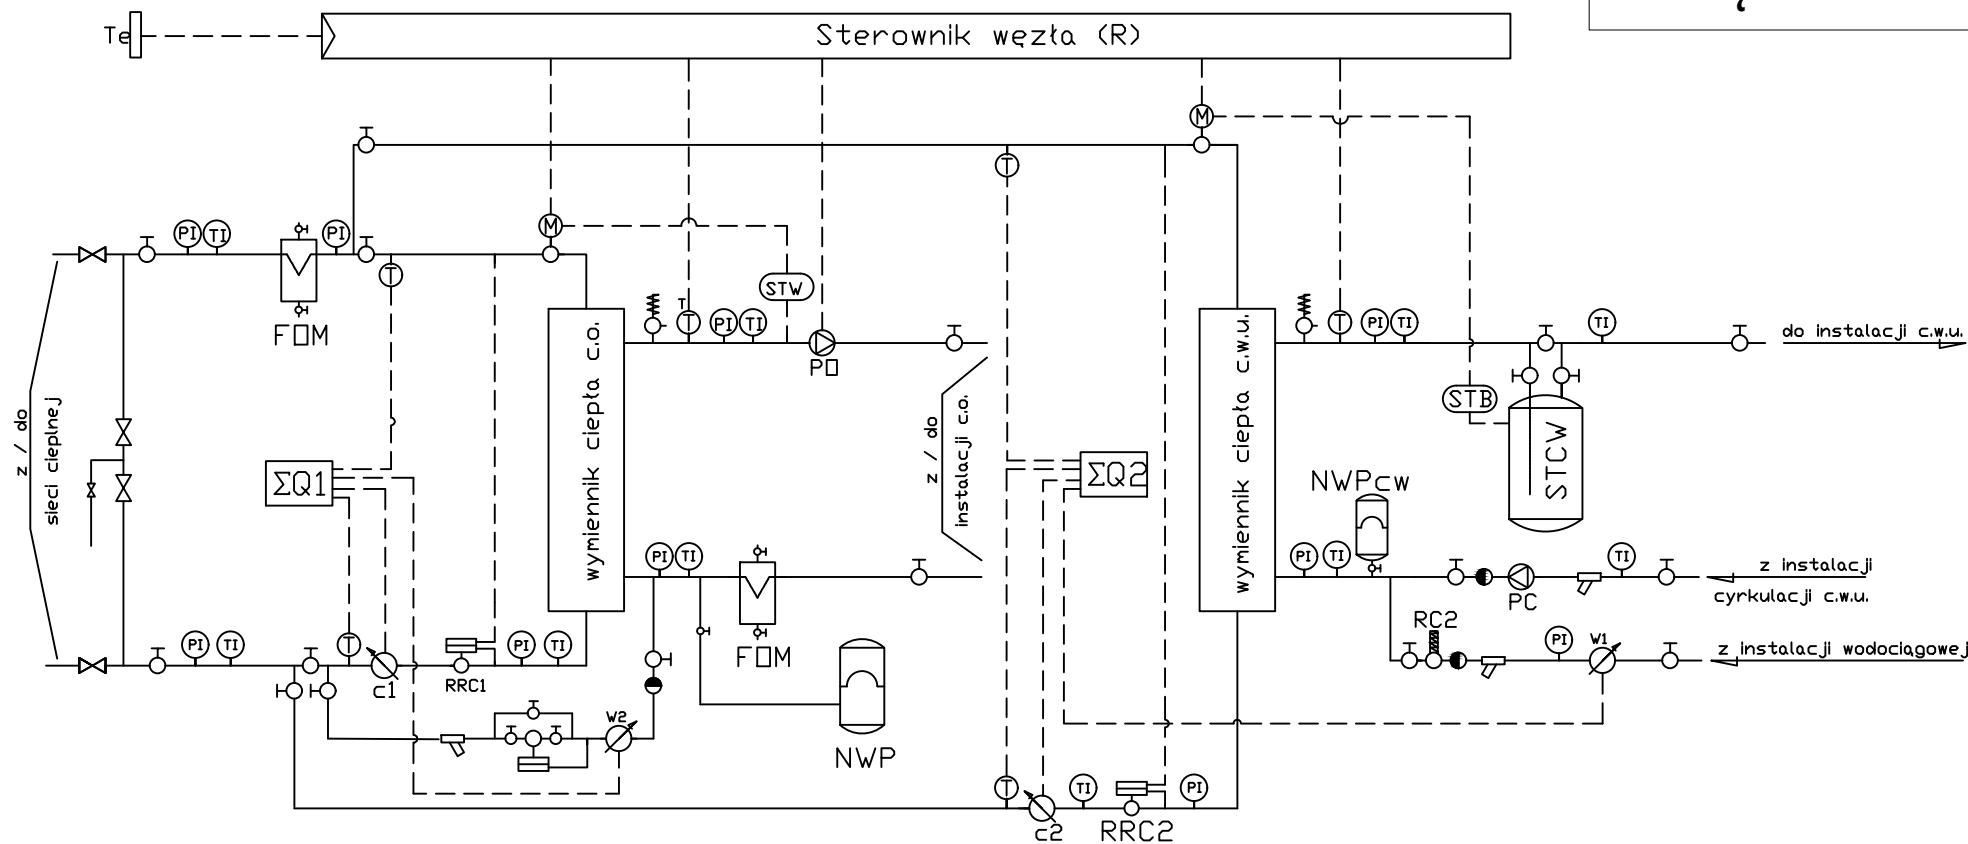 Te
Sterownik węzła (R)
M
M
T
PI
TI
PI
T
FOM
STW
T
T
PI
TI
PO
T
PI
TI
TI
do instalacji c.w.u.
z / do
sieci cieplnej
ΣQ1
wymiennik ciepła c.o.
z / do
instalacji c.o.
ΣQ2
wymiennik ciepła c.w.u.
STB
STCW
NWPcw
PI
TI
FOM
PI
TI
PC
TI
z instalacji
cyrkulacji c.w.u.
RC2
PI
W1
z instalacji wodociągowej
PI
TI
T
c1
RRC1
PI
TI
W2
NWP
T
c2
TI
RRC2
PI